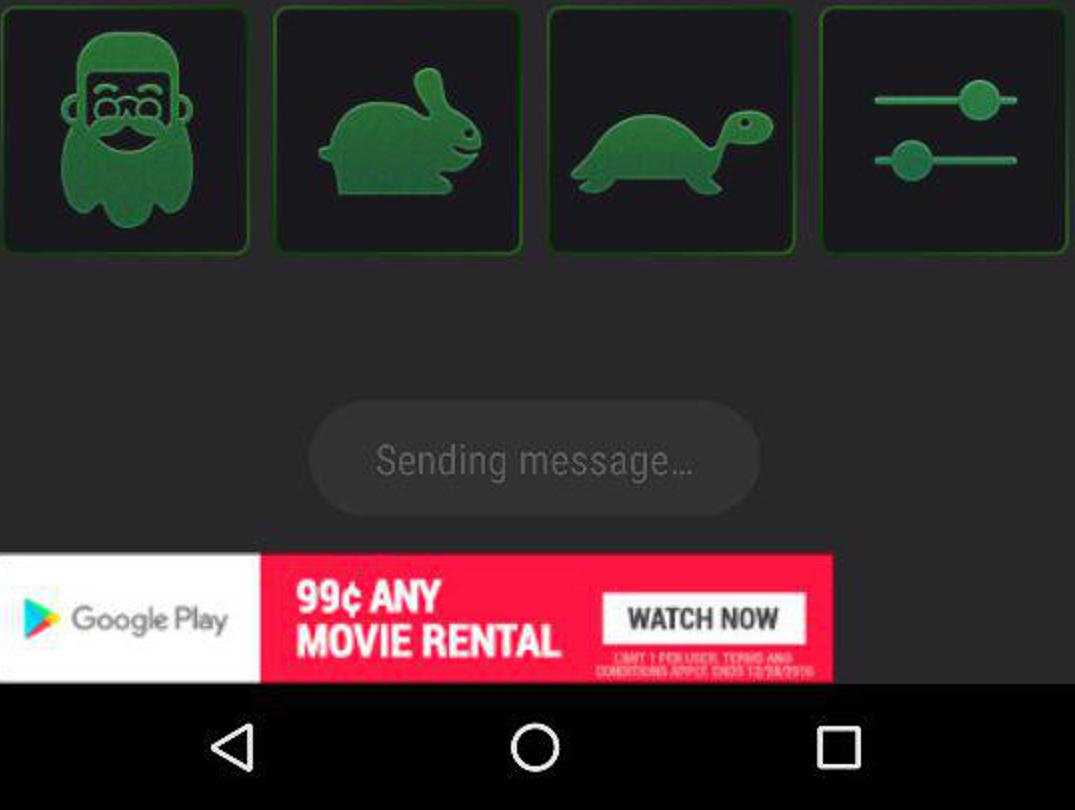 Sending message...
Google Play
99¢ ANY
MOVIE RENTAL
WATCH NOW
LIMIT 1 PER USER. TERMS AND
CONDITIONS APPLY. ENDS 12/28/2016